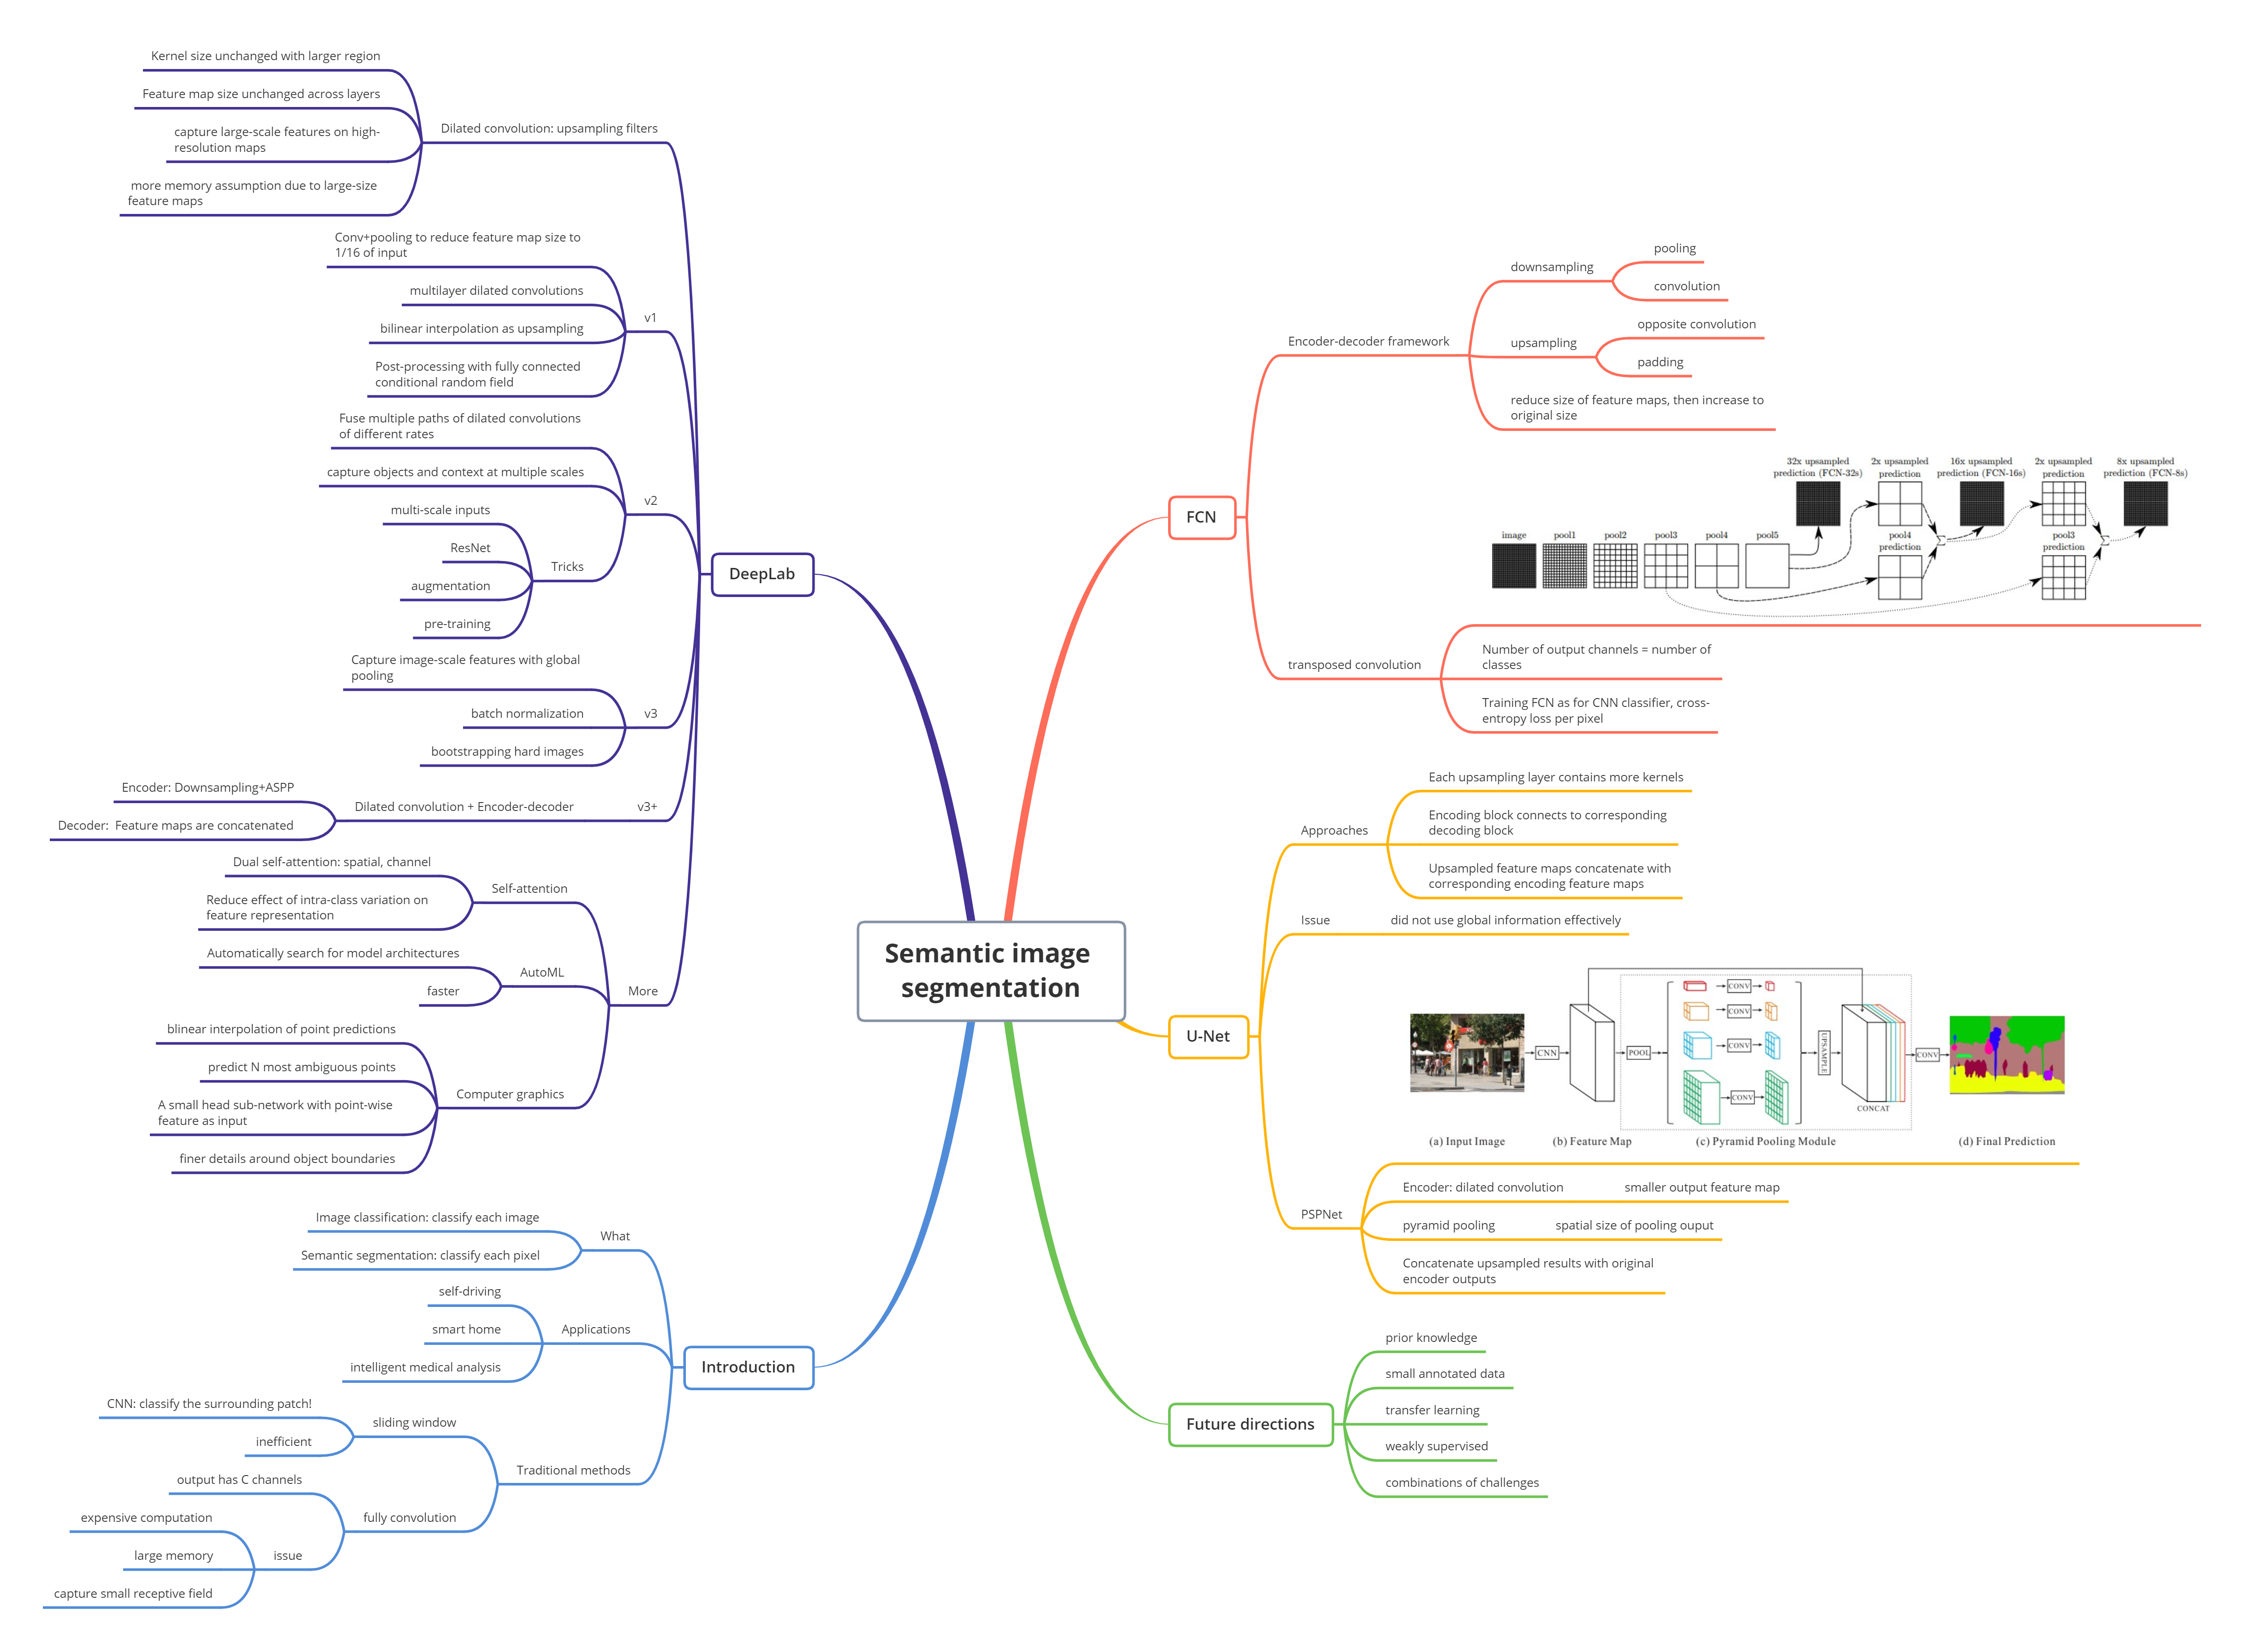 Semantic image
segmentation
FCN
Encoder-decoder framework
downsampling
pooling
convolution
upsampling
opposite convolution
padding
reduce size of feature maps, then increase to
original size
transposed convolution
32x upsampled
prediction (FCN-32s)
2x upsampled
prediction
16x upsampled
prediction (FCN-16s)
2x upsampled
prediction
8x upsampled
prediction (FCN-8s)
image
pool1
pool2
pool3
pool4
pool5
pool4
prediction
pool3
prediction
Σ
Σ
Number of output channels = number of
classes
Training FCN as for CNN classifier, cross-
entropy loss per pixel
U-Net
Approaches
Each upsampling layer contains more kernels
Encoding block connects to corresponding
decoding block
Upsampled feature maps concatenate with
corresponding encoding feature maps
Issue
did not use global information effectively
PSPNet
CNN
POOL
CONV
CONV
CONV
CONV
UPSAMPLE
CONCAT
CONV
(a) Input Image
(b) Feature Map
(c) Pyramid Pooling Module
(d) Final Prediction
Encoder: dilated convolution
smaller output feature map
pyramid pooling
spatial size of pooling ouput
Concatenate upsampled results with original
encoder outputs
Future directions
prior knowledge
small annotated data
transfer learning
weakly supervised
combinations of challenges
DeepLab
Dilated convolution: upsampling filters
Kernel size unchanged with larger region
Feature map size unchanged across layers
capture large-scale features on high-
resolution maps
more memory assumption due to large-size
feature maps
v1
Conv+pooling to reduce feature map size to
1/16 of input
multilayer dilated convolutions
bilinear interpolation as upsampling
Post-processing with fully connected
conditional random field
v2
Fuse multiple paths of dilated convolutions
of different rates
capture objects and context at multiple scales
Tricks
multi-scale inputs
ResNet
augmentation
pre-training
v3
Capture image-scale features with global
pooling
batch normalization
bootstrapping hard images
v3+
Dilated convolution + Encoder-decoder
Encoder: Downsampling+ASPP
Decoder:  Feature maps are concatenated
More
Self-attention
Dual self-attention: spatial, channel
Reduce effect of intra-class variation on
feature representation
AutoML
Automatically search for model architectures
faster
Computer graphics
blinear interpolation of point predictions
predict N most ambiguous points
A small head sub-network with point-wise
feature as input
finer details around object boundaries
Introduction
What
Image classification: classify each image
Semantic segmentation: classify each pixel
Applications
self-driving
smart home
intelligent medical analysis
Traditional methods
sliding window
CNN: classify the surrounding patch!
inefficient
fully convolution
output has C channels
issue
expensive computation
large memory
capture small receptive field